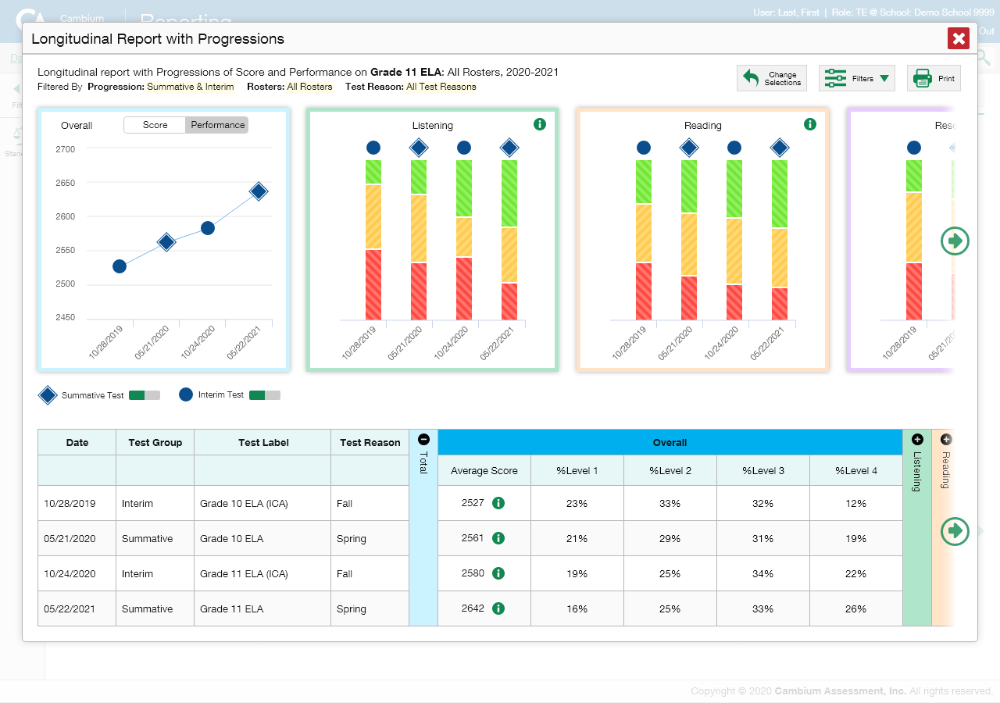 Cambium
Reporting
User: Last, First | Role: TE @ School: Demo School 9999
Out
Longitudinal Report with Progressions
Longitudinal report with Progressions of Score and Performance on Grade 11 ELA: All Rosters, 2020-2021
Filtered By Progression: Summative & Interim Rosters: All Rosters Test Reason: All Test Reasons
Change
Selections
Filters
Print
Overall
Score
Performance
2700
2650
2600
2550
2500
2450
10/28/2019
05/21/2020
10/24/2020
05/22/2021
Listening
10/28/2019
05/21/2020
10/24/2020
05/22/2021
Reading
10/28/2019
05/21/2020
10/24/2020
05/22/2021
10/28/2019
Summative Test
Interim Test
Date Test Group Test Label Test Reason Total Overall Listening Reading
Average Score %Level 1 %Level 2 %Level 3 %Level 4
10/28/2019 Interim Grade 10 ELA (ICA) Fall 2527 23% 33% 32% 12%
05/21/2020 Summative Grade 10 ELA Spring 2561 21% 29% 31% 19%
10/24/2020 Interim Grade 11 ELA (ICA) Fall 2580 19% 25% 34% 22%
05/22/2021 Summative Grade 11 ELA Spring 2642 16% 25% 33% 26%
Copyright © 2020 Cambium Assessment, Inc. All rights reserved.